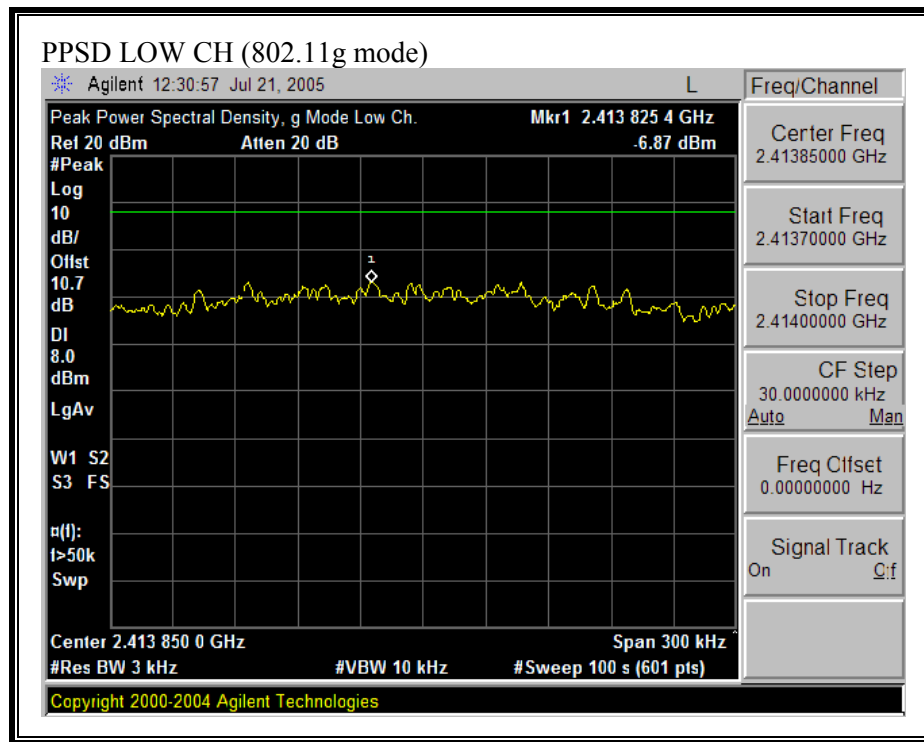 PPSD LOW CH (802.11g mode)
Agilent 12:30:57 Jul 21, 2005 L
Freq/Channel
Peak Power Spectral Density, g Mode Low Ch. Mkr1 2.413 825 4 GHz
Ref 20 dBm Atten 20 dB -6.87 dBm
#Peak
Log
10
dB/
Offst
10.7
dB
DI
8.0
dBm
LgAv
W1 S2
S3 FS
¤(f):
f>50k
Swp
1
Center 2.413 850 0 GHz Span 300 kHz
#Res BW 3 kHz #VBW 10 kHz #Sweep 100 s (601 pts)
Copyright 2000-2004 Agilent Technologies
Center Freq
2.41385000 GHz
Start Freq
2.41370000 GHz
Stop Freq
2.41400000 GHz
CF Step
30.0000000 kHz
Auto Man
Freq Offset
0.00000000 Hz
Signal Track
On Off